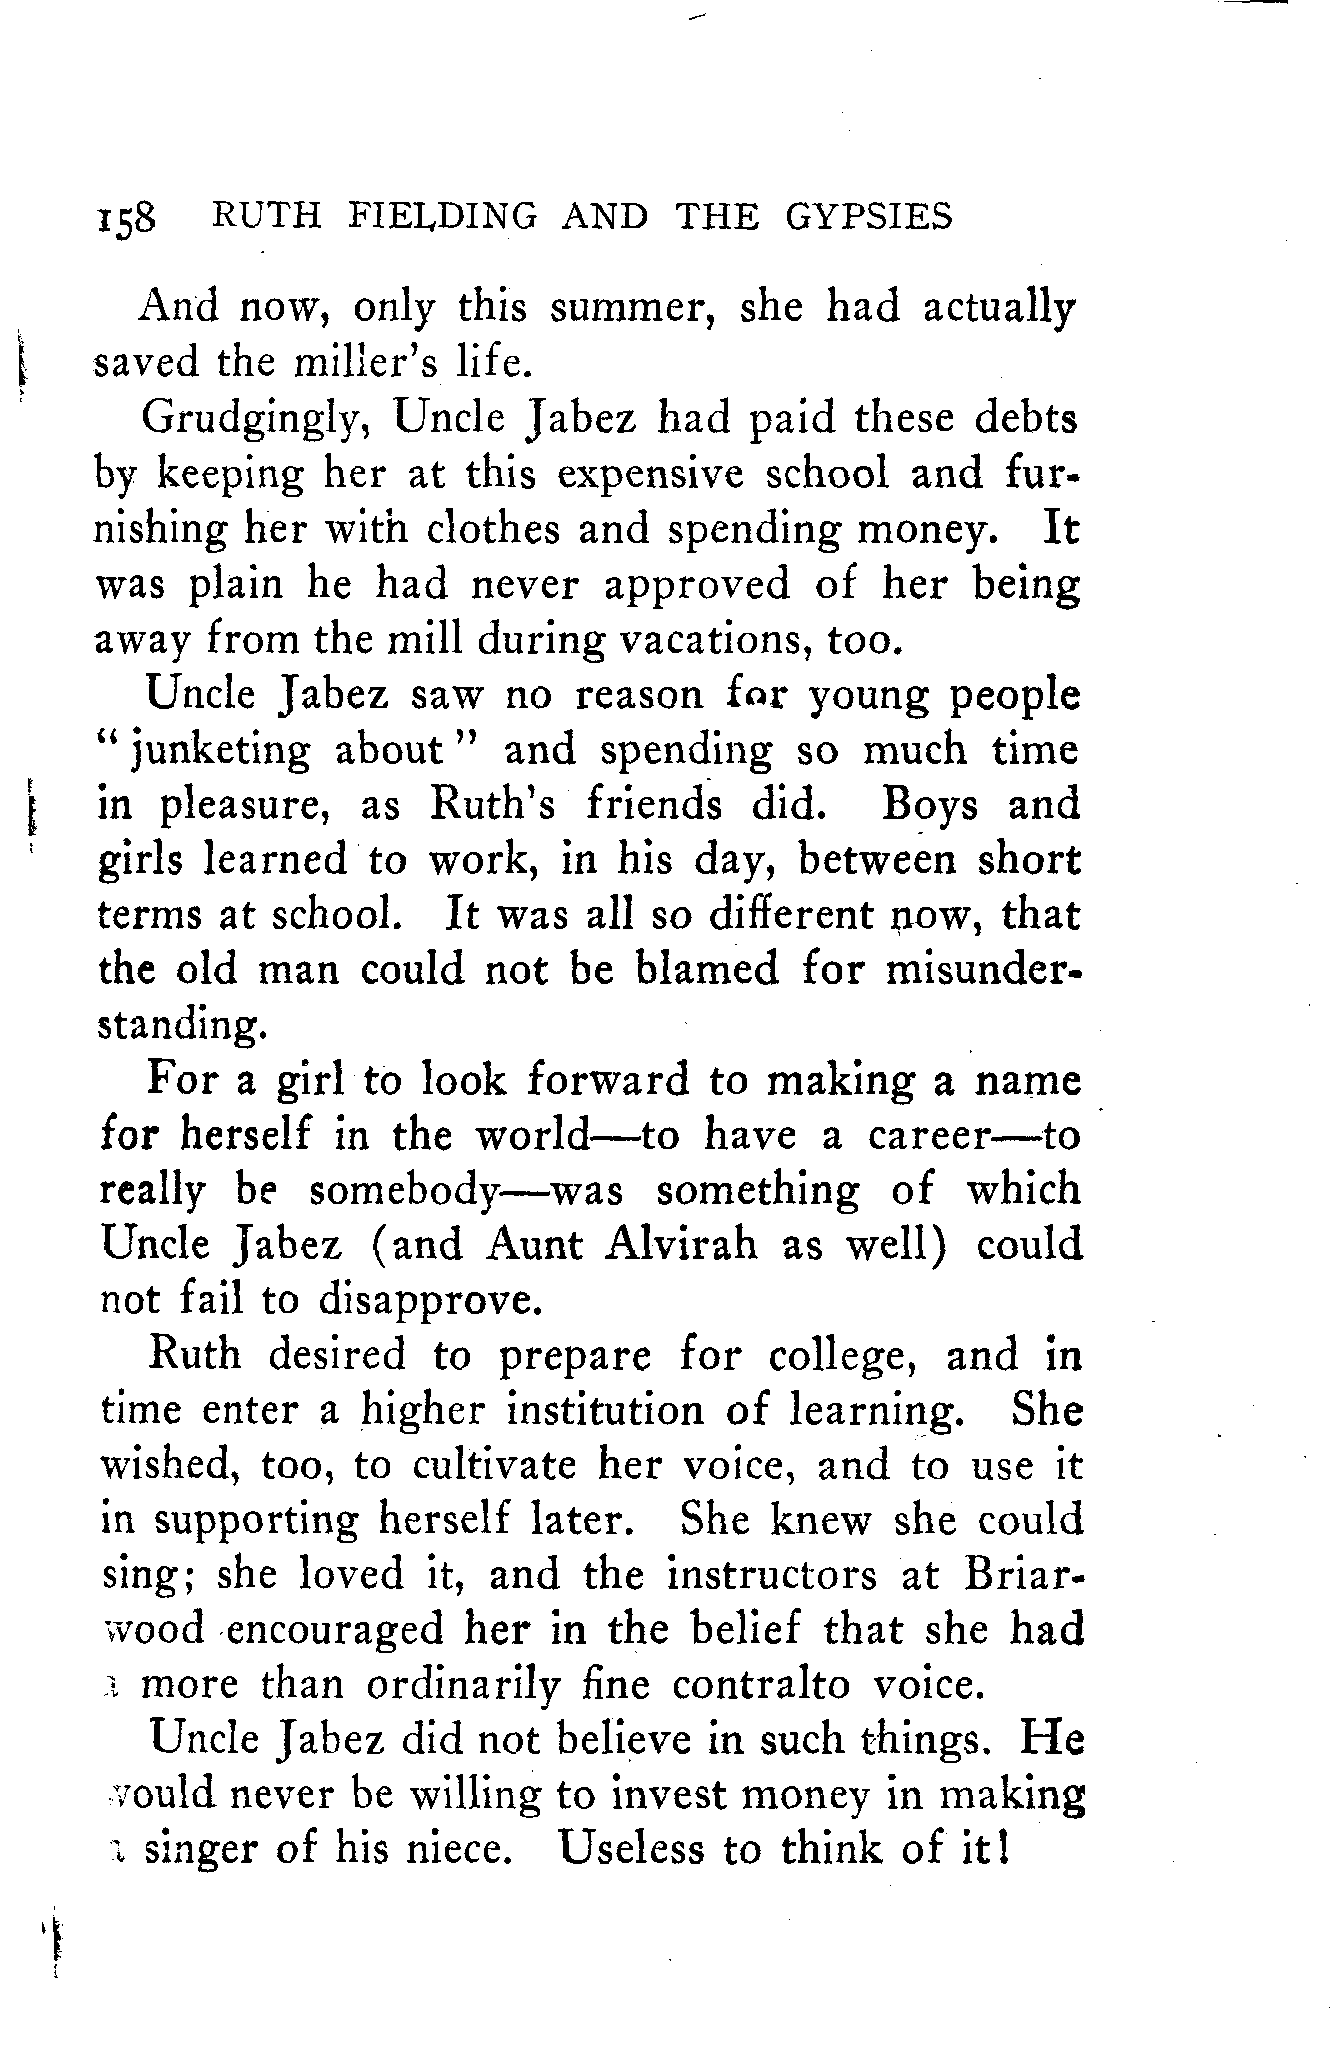 158 RUTH FIELDING AND THE GYPSIES
And now, only this summer, she had actually
saved the miller's life.
Grudgingly, Uncle Jabez had paid these debts
by keeping her at this expensive school and fur-
nishing her with clothes and spending money. It
was plain he had never approved of her being
away from the mill during vacations, too.
Uncle Jabez saw no reason for young people
“junketing about” and spending so much time
in pleasure, as Ruth's friends did. Boys and
girls learned to work, in his day, between short
terms at school. It was all so different now, that
the old man could not be blamed for misunder-
standing.
For a girl to look forward to making a name
for herself in the world—to have a career—to
really be somebody—was something of which
Uncle Jabez (and Aunt Alvirah as well) could
not fail to disapprove.
Ruth desired to prepare for college, and in
time enter a higher institution of learning. She
wished, too, to cultivate her voice, and to use it
in supporting herself later. She knew she could
sing; she loved it, and the instructors at Briar-
wood encouraged her in the belief that she had
a more than ordinarily fine contralto voice.
Uncle Jabez did not believe in such things. He
would never be willing to invest money in making
a singer of his niece. Useless to think of it!